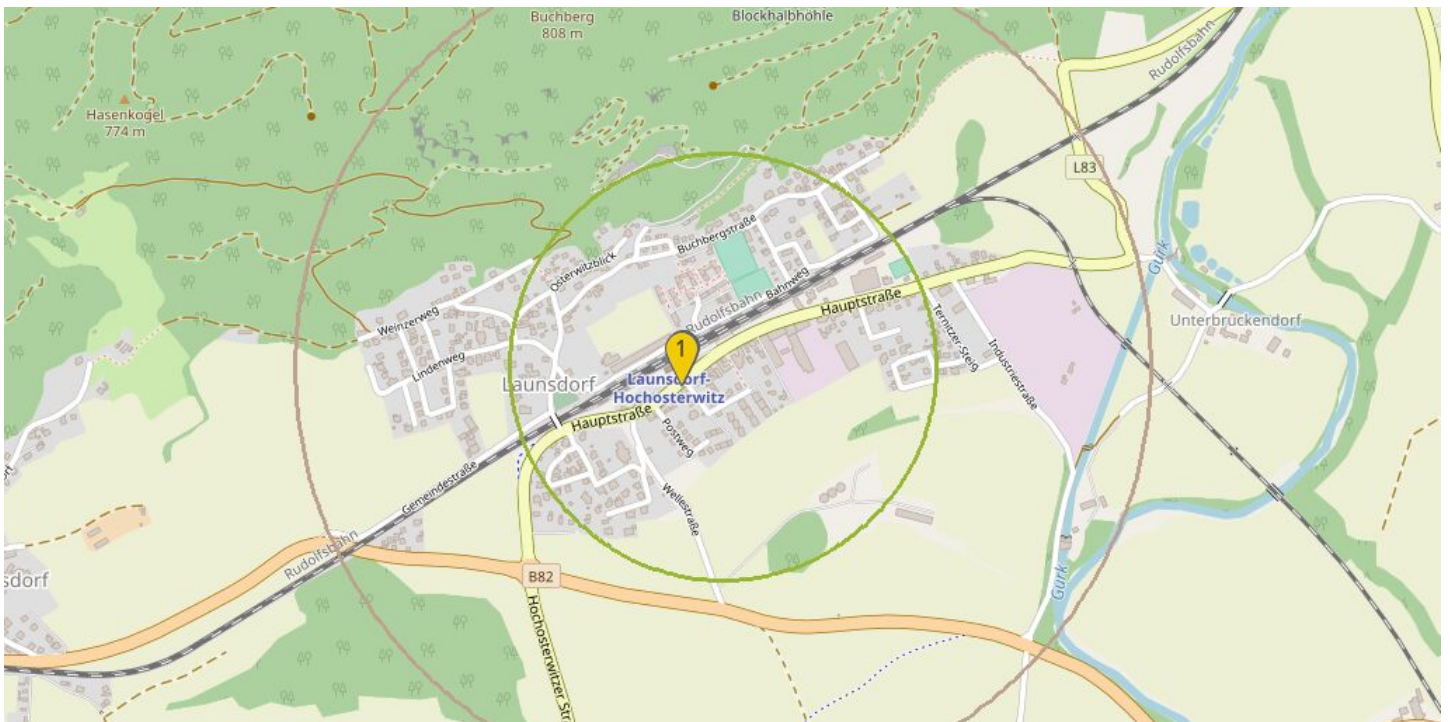 Buchberg
808 m
Blockhalbhöhle
Rudolfsbahn
Hasenkogel
774 m
L83
Buchbergstraße
Osterwitzblick
Gurk
Bahnweg
Rudolfsbahn
Hauptstraße
Weinzerweg
Ternitzer-Steig
Unterbrückendorf
1
Lindenweg
Industriestraße
Launsdorf
Launsdorf-
Hochosterwitz
Hauptstraße
Postweg
Gemeindestraße
Wellestraße
Rudolfsbahn
sdorf
B82
Gurk
Hochosterwitzer Str